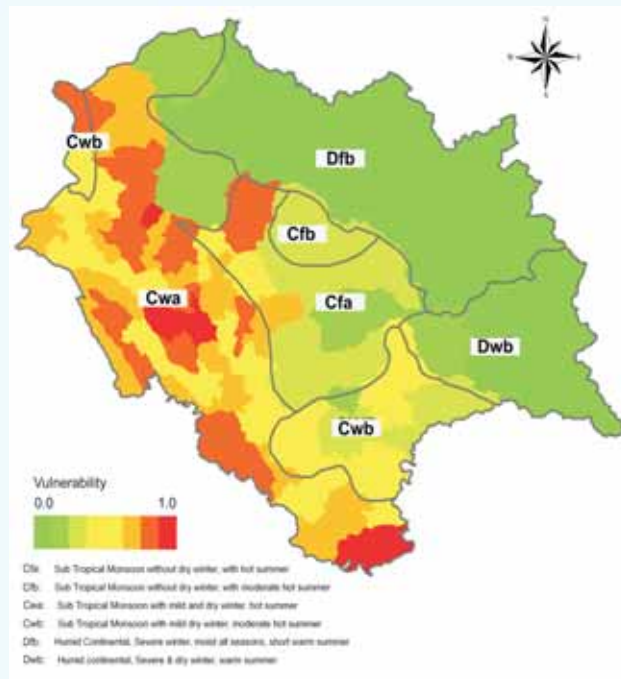 N
Cwb
Dfb
Cfb
Cwa
Cfa
Dwb
Cwb
Vulnerability
0.0 1.0
Cfa: Sub Tropical Monsoon without dry winter, with hot summer
Cfb: Sub Tropical Monsoon without dry winter, with moderate hot summer
Cwa: Sub Tropical Monsoon with mild and dry winter, hot summer
Cwb: Sub Tropical Monsoon with mild dry winter, moderate hot summer
Dfb: Humid Continental, Severe winter, moist all seasons, short warm summer
Dwb: Humid continental, Severe & dry winter, warm summer